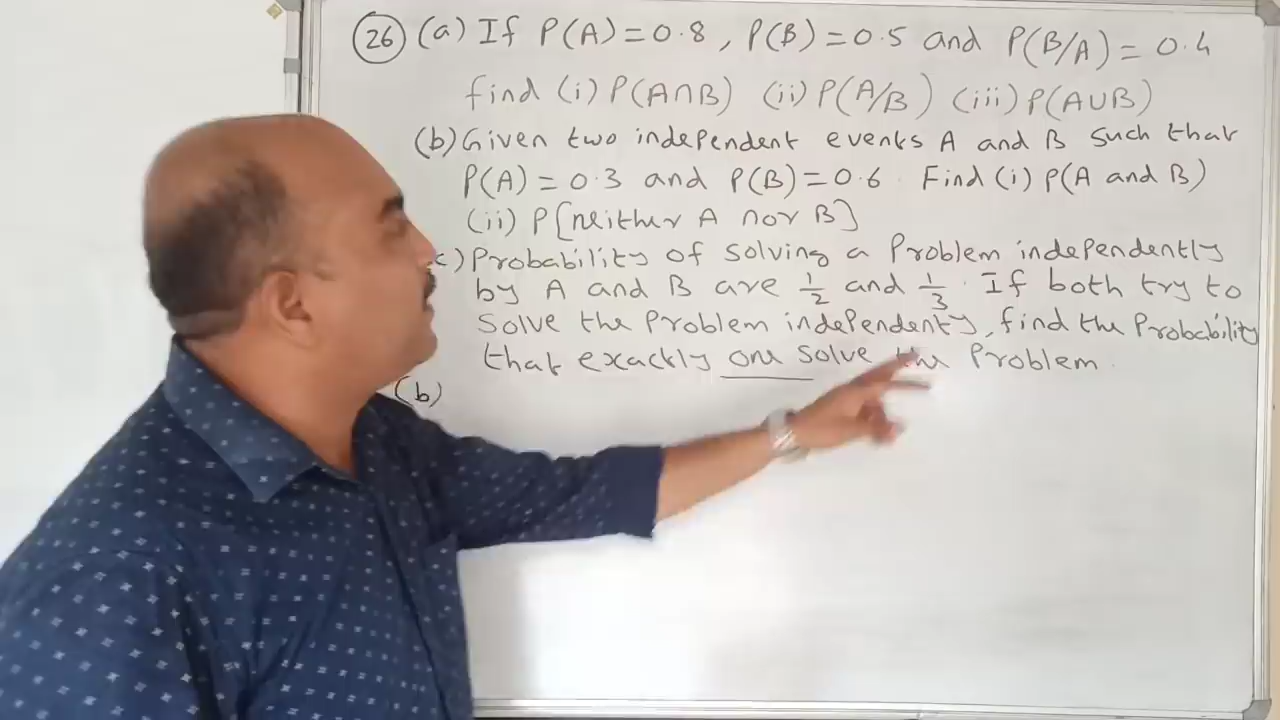 26 (a) If P(A) = 0.8, P(B) = 0.5 and P(B/A) = 0.4
find (i) P(A∩B) (ii) P(A/B) (iii) P(A∪B)
(b) Given two independent events A and B such that
P(A) = 0.3 and P(B) = 0.6. Find (i) P(A and B)
(ii) P[neither A nor B]
c) Probability of solving a Problem independently
by A and B are 1/2 and 1/3. If both try to
solve the Problem independenty, find the Probability
that exactly one solve the Problem.
(b)